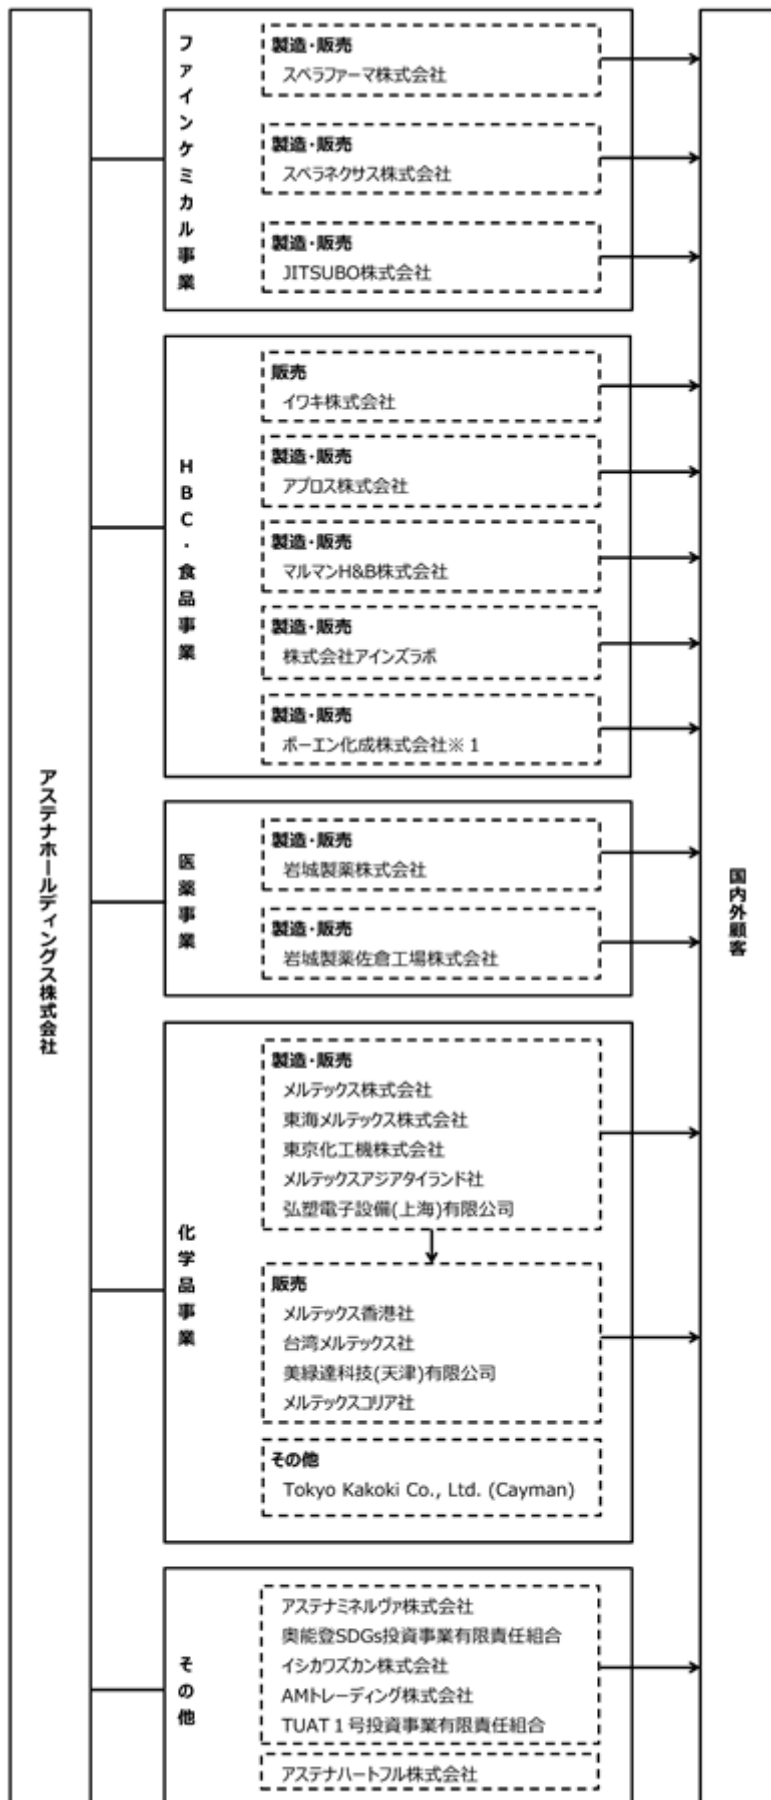 アステナホールディングス株式会社
ファインケミカル事業
製造・販売
スペラファーマ株式会社
製造・販売
スペラネクサス株式会社
製造・販売
JITSUBO株式会社
HBC・食品事業
販売
イワキ株式会社
製造・販売
アプロス株式会社
製造・販売
マルマンH&B株式会社
製造・販売
株式会社アインズラボ
製造・販売
ボーエン化成株式会社※1
医薬事業
製造・販売
岩城製薬株式会社
製造・販売
岩城製薬佐倉工場株式会社
化学品事業
製造・販売
メルテックス株式会社
東海メルテックス株式会社
東京化工機株式会社
メルテックスアジアタイランド社
弘塑電子設備(上海)有限公司
販売
メルテックス香港社
台湾メルテックス社
美緑達科技(天津)有限公司
メルテックスコリア社
その他
Tokyo Kakoki Co., Ltd. (Cayman)
その他
アステナミネルヴァ株式会社
奥能登SDGs投資事業有限責任組合
イシカワズカン株式会社
AMトレーディング株式会社
TUAT1号投資事業有限責任組合
アステナハートフル株式会社
国内外顧客